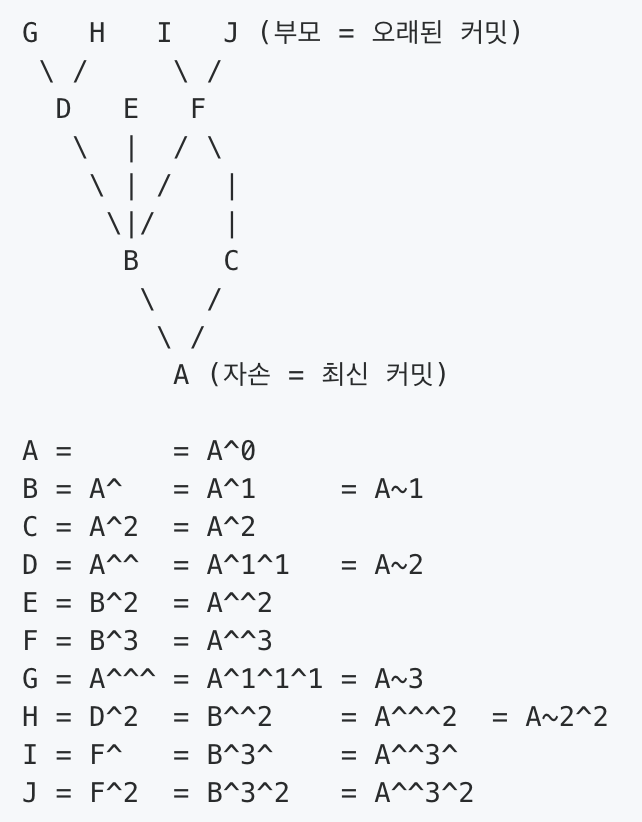 G   H   I   J (부모 = 오래된 커밋)
 \ /     \ /
  D   E   F
   \  |  / \
    \ | /   |
     \|/    |
      B     C
       \   /
        \ /
         A (자손 = 최신 커밋)

A =      = A^0
B = A^   = A^1     = A~1
C = A^2  = A^2
D = A^^  = A^1^1   = A~2
E = B^2  = A^^2
F = B^3  = A^^3
G = A^^^ = A^1^1^1 = A~3
H = D^2  = B^^2    = A^^^2  = A~2^2
I = F^   = B^3^    = A^^3^
J = F^2  = B^3^2   = A^^3^2